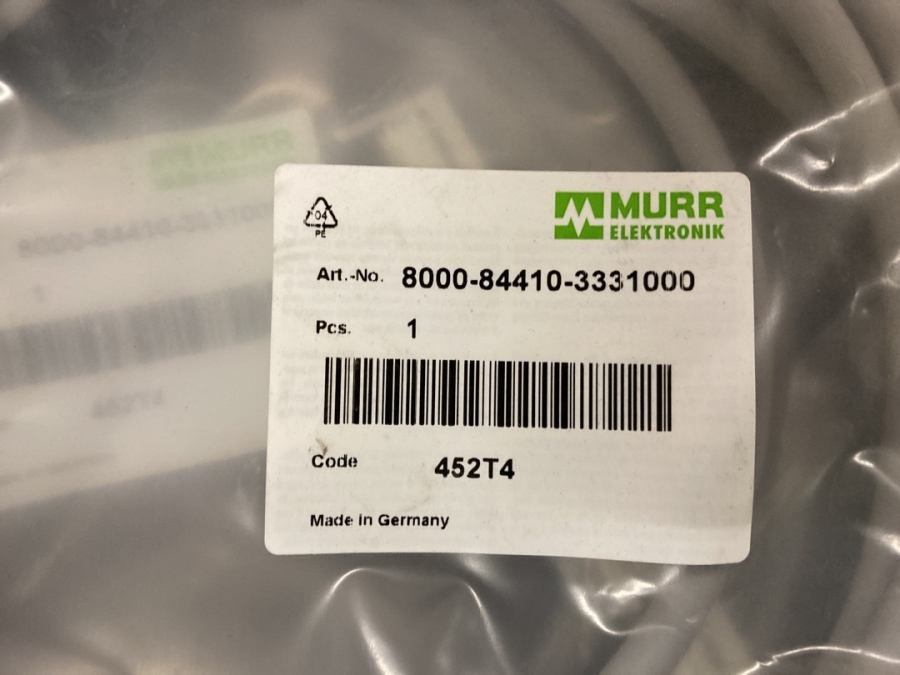 04
PE
MURR
ELEKTRONIK
Art.-No. 8000-84410-3331000
Pcs. 1
Code 452T4
Made in Germany